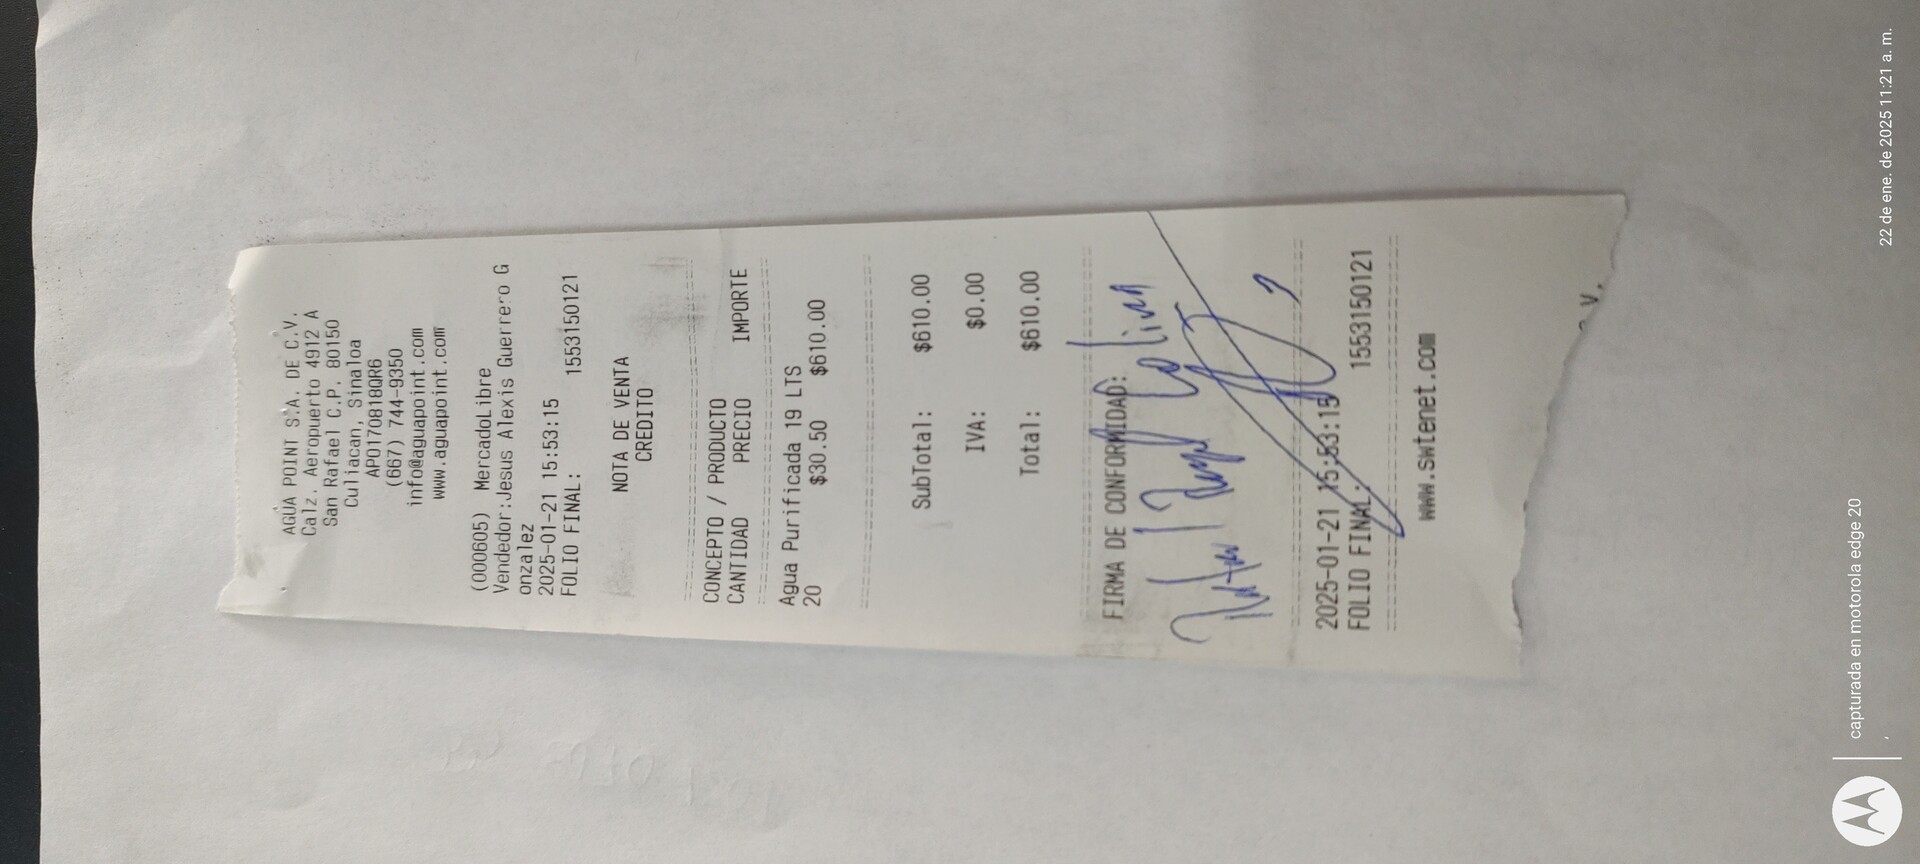 AGUA POINT S.A. DE C.V.
Calz. Aeropuerto 4912 A
San Rafael C.P. 80150
Culiacan, Sinaloa
APO170818QR6
(667) 744-9350
info@aguapoint.com
www.aguapoint.com
(000605) MercadoLibre
Vendedor:Jesus Alexis Guerrero G
onzalez
2025-01-21 15:53:15
FOLIO FINAL: 1553150121
NOTA DE VENTA
CREDITO
CONCEPTO / PRODUCTO
CANTIDAD PRECIO IMPORTE
Agua Purificada 19 LTS
20 $30.50 $610.00
SubTotal: $610.00
IVA: $0.00
Total: $610.00
FIRMA DE CONFORMIDAD:
2025-01-21 15:53:15
FOLIO FINAL: 1553150121
www.swtenet.com
V.
capturada en motorola edge 20
22 de ene. de 2025 11:21 a. m.